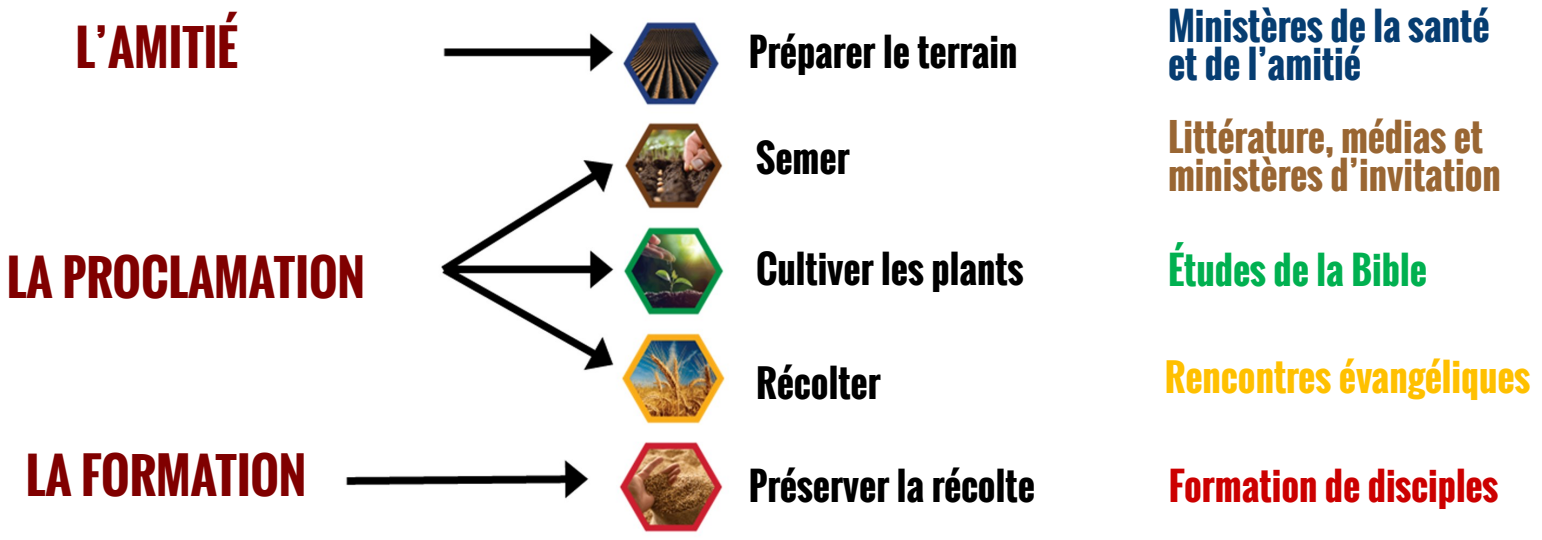 L'AMITIÉ
Préparer le terrain
Ministères de la santé
et de l'amitié
Semer
Littérature, médias et
ministères d'invitation
LA PROCLAMATION
Cultiver les plants
Études de la Bible
Récolter
Rencontres évangéliques
LA FORMATION
Préserver la récolte
Formation de disciples